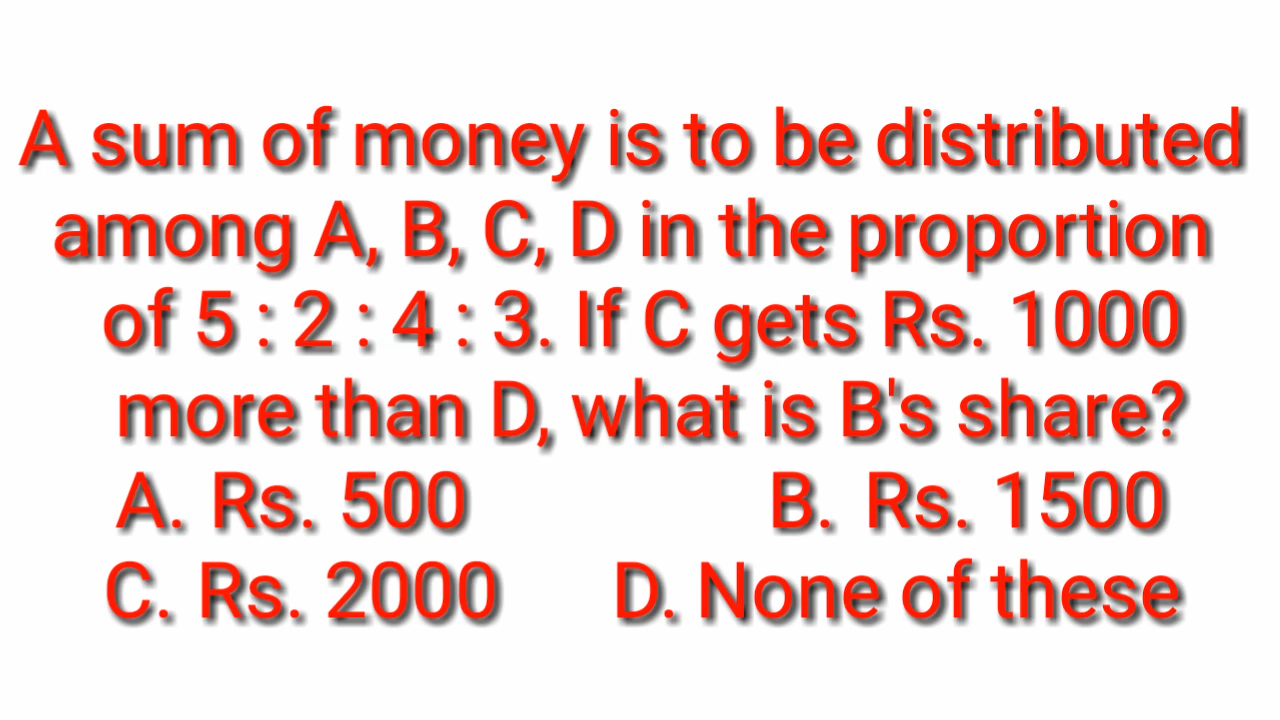 A sum of money is to be distributed
among A, B, C, D in the proportion
of 5 : 2 : 4 : 3. If C gets Rs. 1000
more than D, what is B's share?
A. Rs. 500 B. Rs. 1500
C. Rs. 2000 D. None of these